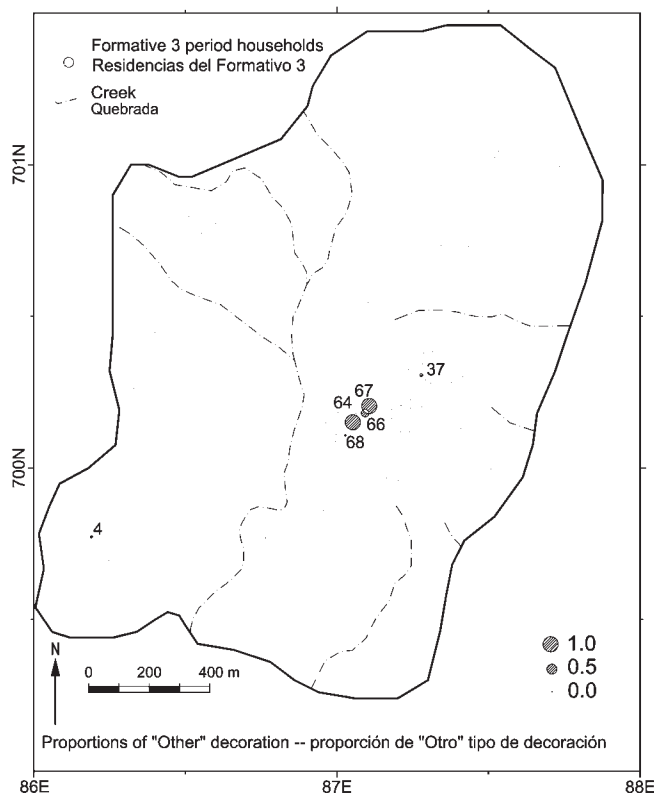 Formative 3 period households
Residencias del Formativo 3
Creek
Quebrada
701N
37
67
64
66
68
700N
4
N
0 200 400 m
1.0
0.5
0.0
Proportions of "Other" decoration -- proporción de "Otro" tipo de decoración
86E 87E 88E